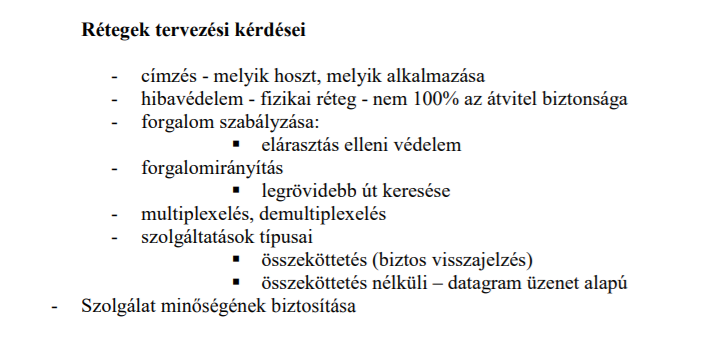 Rétegek tervezési kérdései
- címzés - melyik hoszt, melyik alkalmazása
- hibavédelem - fizikai réteg - nem 100% az átvitel biztonsága
- forgalom szabályzása:
▪ elárasztás elleni védelem
- forgalomirányítás
▪ legrövidebb út keresése
- multiplexelés, demultiplexelés
- szolgáltatások típusai
▪ összeköttetés (biztos visszajelzés)
▪ összeköttetés nélküli – datagram üzenet alapú
- Szolgálat minőségének biztosítása